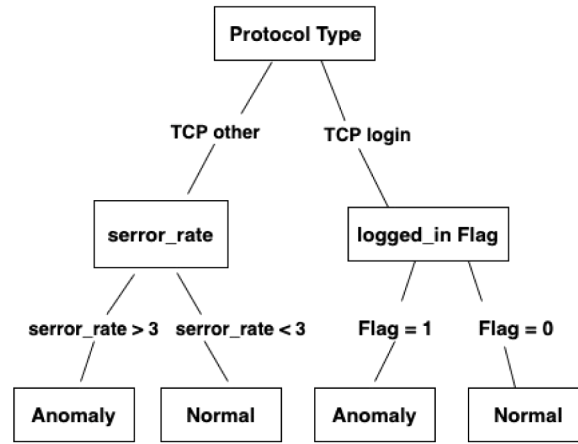 Protocol Type
TCP other
TCP login
serror_rate
logged_in Flag
serror_rate > 3
serror_rate < 3
Flag = 1
Flag = 0
Anomaly
Normal
Anomaly
Normal